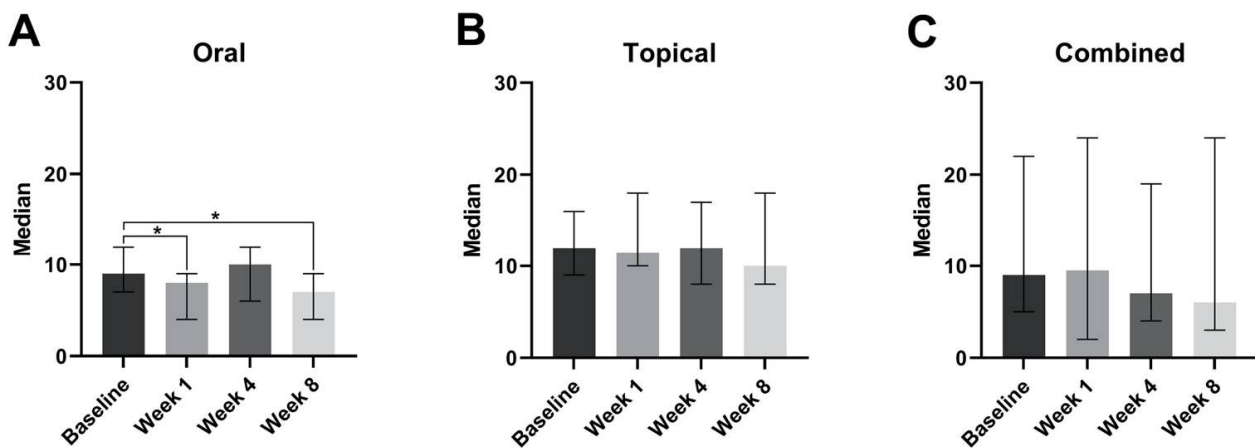 A
Oral
Median
30
20
10
0
*
*
Baseline
Week 1
Week 4
Week 8
B
Topical
Median
30
20
10
0
Baseline
Week 1
Week 4
Week 8
C
Combined
Median
30
20
10
0
Baseline
Week 1
Week 4
Week 8